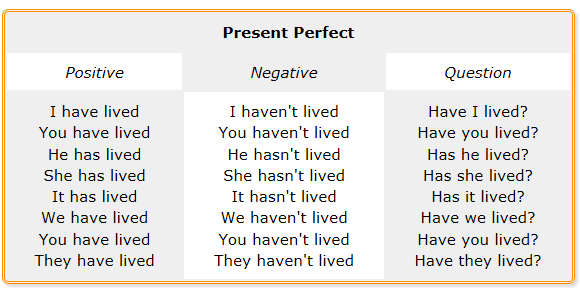 Present Perfect
Positive Negative Question
I have lived I haven't lived Have I lived?
You have lived You haven't lived Have you lived?
He has lived He hasn't lived Has he lived?
She has lived She hasn't lived Has she lived?
It has lived It hasn't lived Has it lived?
We have lived We haven't lived Have we lived?
You have lived You haven't lived Have you lived?
They have lived They haven't lived Have they lived?